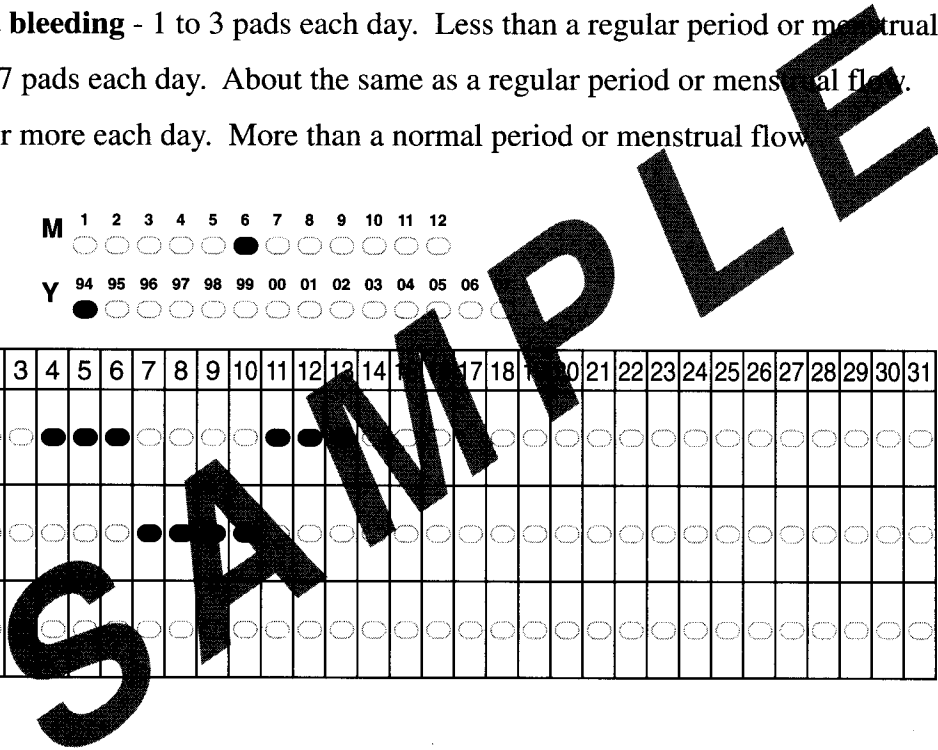 bleeding - 1 to 3 pads each day. Less than a regular period or menstrual
7 pads each day. About the same as a regular period or menstrual flow.
r more each day. More than a normal period or menstrual flow
M 1 2 3 4 5 6 7 8 9 10 11 12
Y 94 95 96 97 98 99 00 01 02 03 04 05 06
3 4 5 6 7 8 9 10 11 12 13 14 17 18 20 21 22 23 24 25 26 27 28 29 30 31
SAMPLE